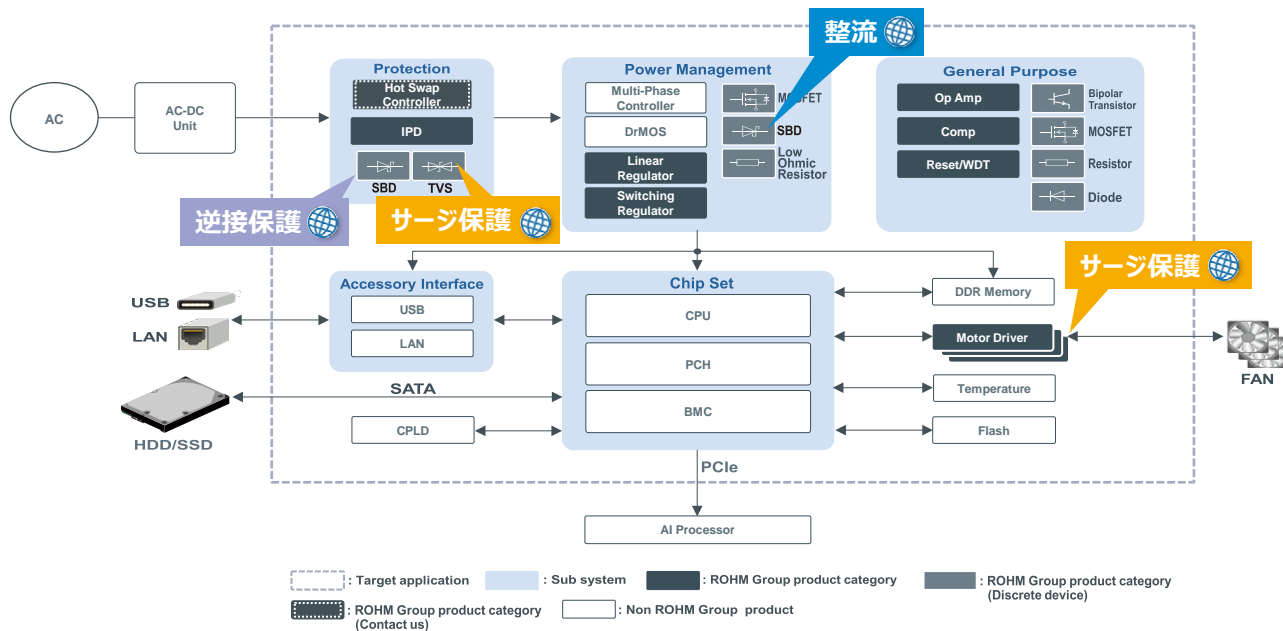 整流
Protection
Hot Swap
Controller
IPD
SBD
TVS
逆接保護
サージ保護
AC
AC-DC
Unit
Power Management
Multi-Phase
Controller
DrMOS
Linear
Regulator
Switching
Regulator
MOSFET
SBD
Low
Ohmic
Resistor
General Purpose
Op Amp
Comp
Reset/WDT
Bipolar
Transistor
MOSFET
Resistor
Diode
サージ保護
Accessory Interface
USB
LAN
USB
LAN
Chip Set
CPU
PCH
BMC
DDR Memory
Motor Driver
Temperature
Flash
FAN
SATA
HDD/SSD
CPLD
PCIe
AI Processor
: Target application
: Sub system
: ROHM Group product category
: ROHM Group product category
(Discrete device)
: ROHM Group product category
(Contact us)
: Non ROHM Group product